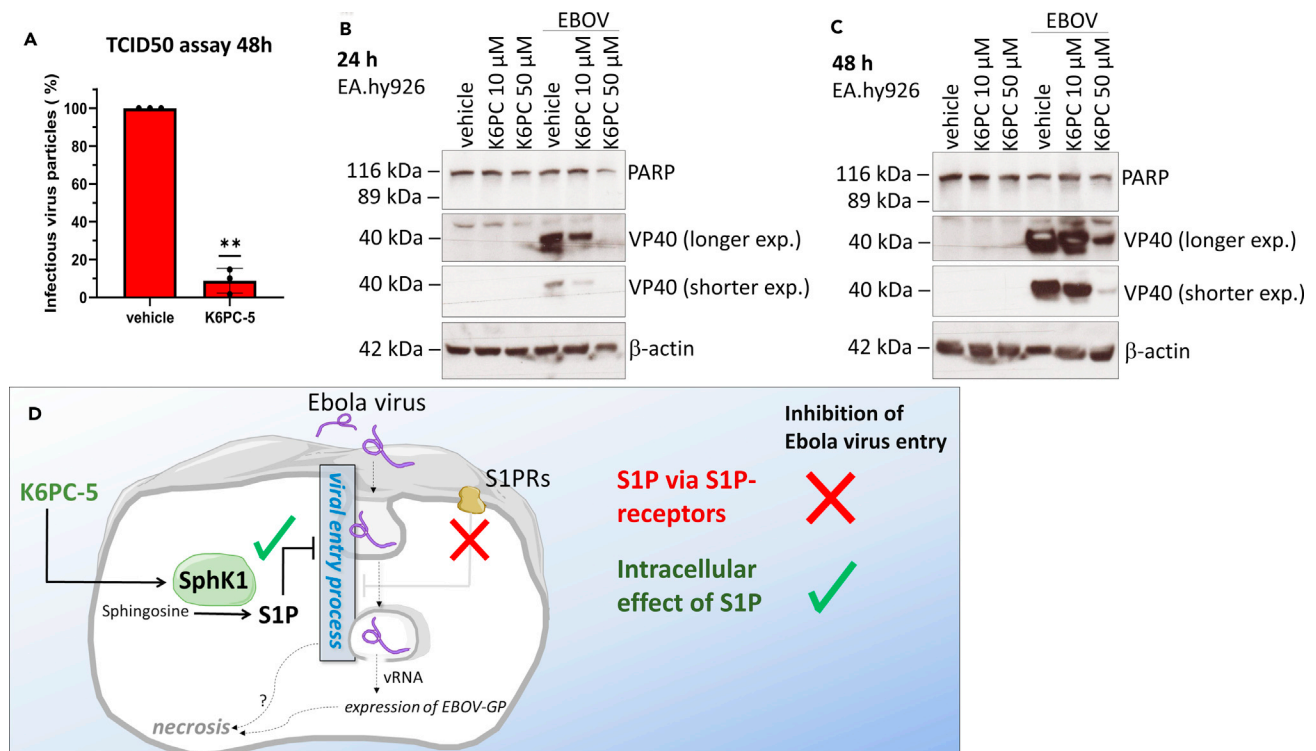 A
TCID50 assay 48h
Infectious virus particles ( %)
100
80
60
40
20
10
0
**
vehicle
K6PC-5
B
24 h
EA.hy926
EBOV
vehicle
K6PC 10 μM
K6PC 50 μM
vehicle
K6PC 10 μM
K6PC 50 μM
116 kDa
89 kDa
PARP
40 kDa
VP40 (longer exp.)
40 kDa
VP40 (shorter exp.)
42 kDa
β-actin
C
48 h
EA.hy926
EBOV
vehicle
K6PC 10 μM
K6PC 50 μM
vehicle
K6PC 10 μM
K6PC 50 μM
116 kDa
89 kDa
PARP
40 kDa
VP40 (longer exp.)
40 kDa
VP40 (shorter exp.)
42 kDa
β-actin
D
Ebola virus
K6PC-5
S1PRs
viral entry process
SphK1
Sphingosine
S1P
vRNA
?
expression of EBOV-GP
necrosis
Inhibition of
Ebola virus entry
S1P via S1P-
receptors
Intracellular
effect of S1P